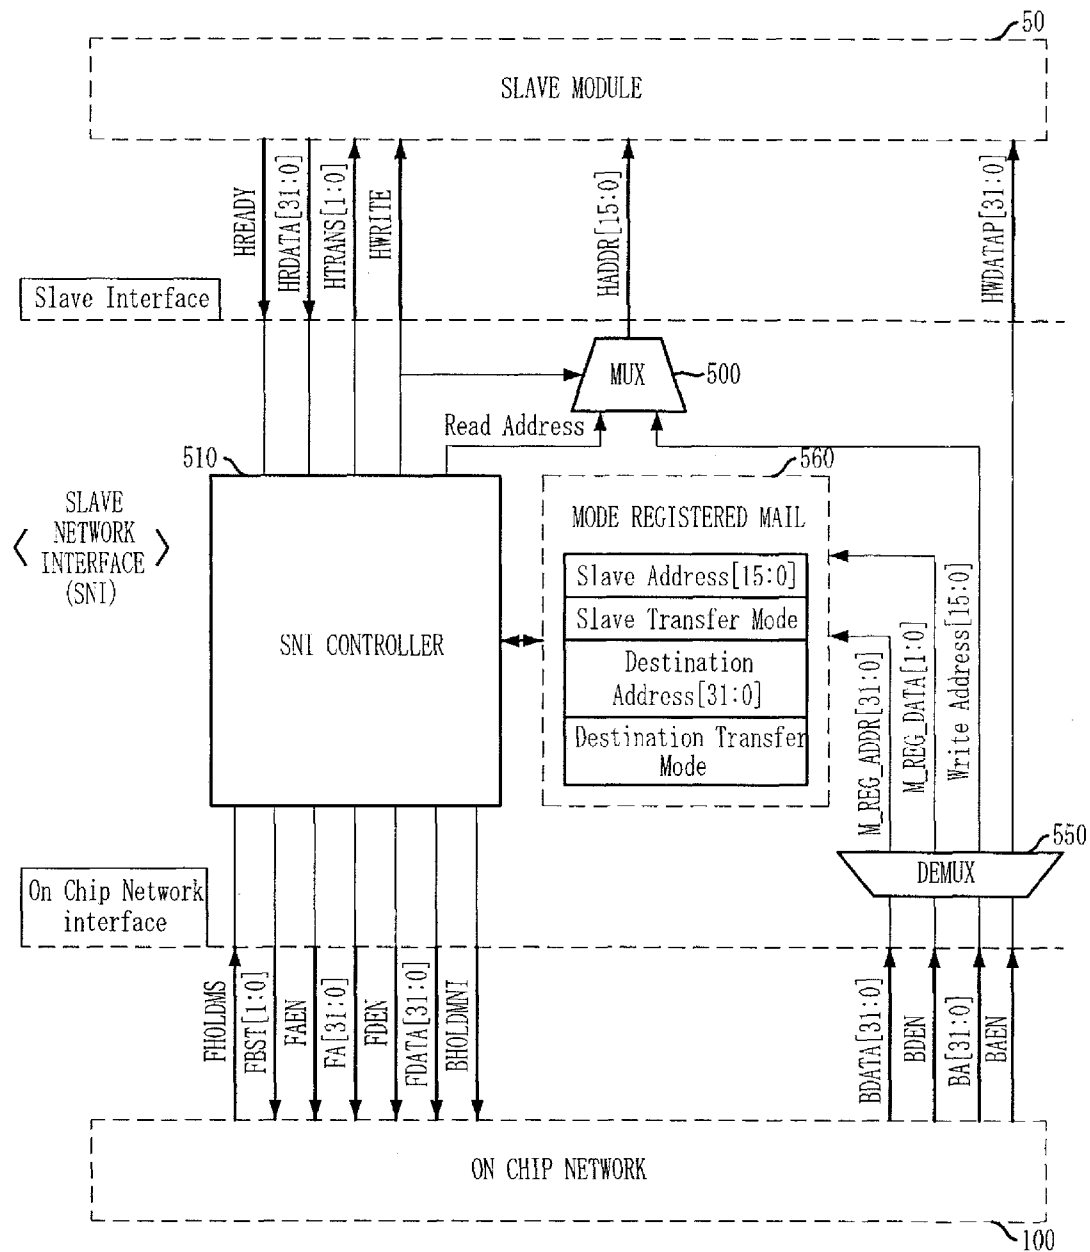 50
SLAVE MODULE
HREADY
HRDATA[31:0]
HTRANS[1:0]
HWRITE
HADDR[15:0]
HWDATAP[31:0]
Slave Interface
MUX
500
Read Address
510
560
SLAVE
NETWORK
INTERFACE
(SNI)
MODE REGISTERED MAIL
Slave Address[15:0]
Slave Transfer Mode
Destination
Address[31:0]
Destination Transfer
Mode
SNI CONTROLLER
M_REG_ADDR[31:0]
M_REG_DATA[1:0]
Write Address[15:0]
550
DEMUX
On Chip Network
interface
FHOLDMS
FBST[1:0]
FAEN
FA[31:0]
FDEN
FDATA[31:0]
BHOLDMNI
BDATA[31:0]
BDEN
BA[31:0]
BAEN
ON CHIP NETWORK
100